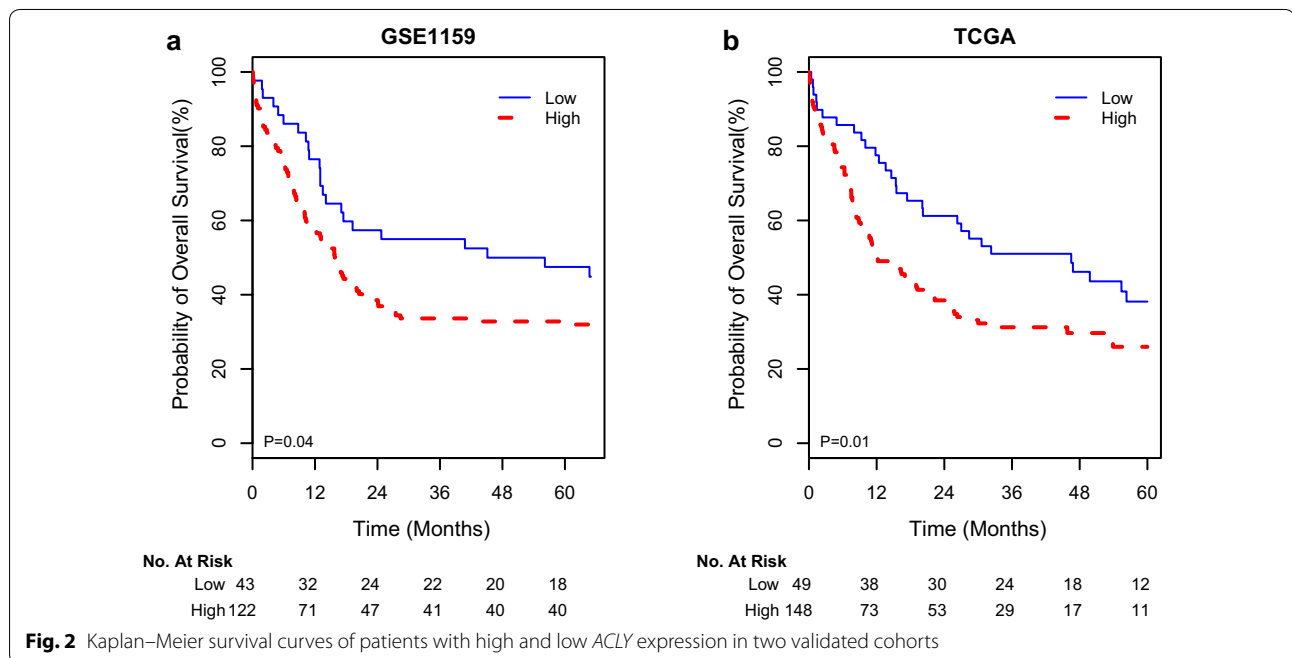 a
GSE1159
Probability of Overall Survival(%)
100
80
60
40
20
0
Low
High
P=0.04
0 12 24 36 48 60
Time (Months)
No. At Risk
Low 43 32 24 22 20 18
High 122 71 47 41 40 40
b
TCGA
Probability of Overall Survival(%)
100
80
60
40
20
0
Low
High
P=0.01
0 12 24 36 48 60
Time (Months)
No. At Risk
Low 49 38 30 24 18 12
High 148 73 53 29 17 11
Fig. 2 Kaplan–Meier survival curves of patients with high and low ACLY expression in two validated cohorts